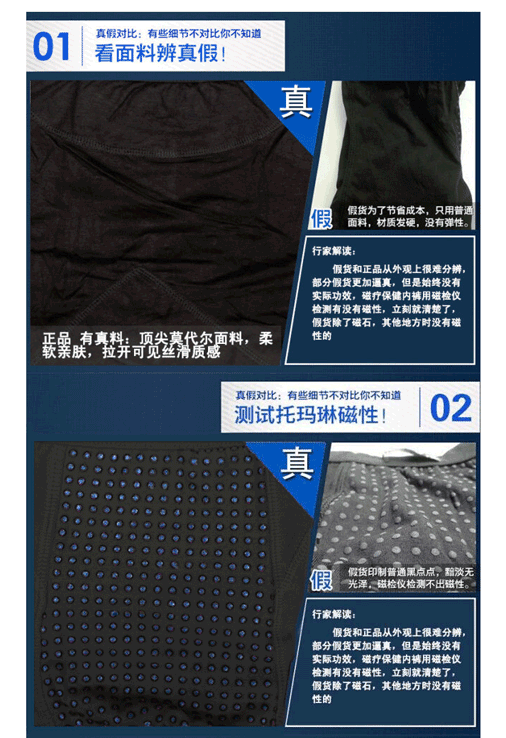 01
真假对比：有些细节不对比你不知道
看面料辨真假！
真
假
假货为了节省成本，只用普通
面料，材质发硬，没有弹性。
行家解读：
假货和正品从外观上很难分辨，
部分假货更加逼真，但是始终没有
实际功效，磁疗保健内裤用磁检仪
检测有没有磁性，立刻就清楚了，
假货除了磁石，其他地方时没有磁
性的
正品 有真料：顶尖莫代尔面料，柔
软亲肤，拉开可见丝滑质感
真假对比：有些细节不对比你不知道
测试托玛琳磁性！
02
真
假
假货印制普通黑点点，黯淡无
光泽，磁检仪检测不出磁性。
行家解读：
假货和正品从外观上很难分辨，
部分假货更加逼真，但是始终没有
实际功效，磁疗保健内裤用磁检仪
检测有没有磁性，立刻就清楚了，
假货除了磁石，其他地方时没有磁
性的